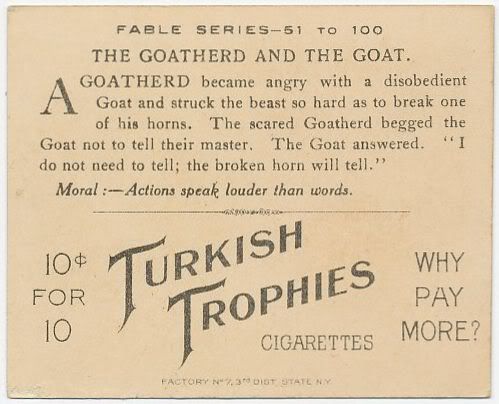 FABLE SERIES—51 TO 100
THE GOATHERD AND THE GOAT.
A GOATHERD became angry with a disobedient
Goat and struck the beast so hard as to break one
of his horns. The scared Goatherd begged the
Goat not to tell their master. The Goat answered. "I
do not need to tell; the broken horn will tell."
Moral:—Actions speak louder than words.
10¢
FOR
10
TURKISH
TROPHIES
CIGARETTES
WHY
PAY
MORE?
FACTORY No 7, 3RD DIST. STATE N.Y.